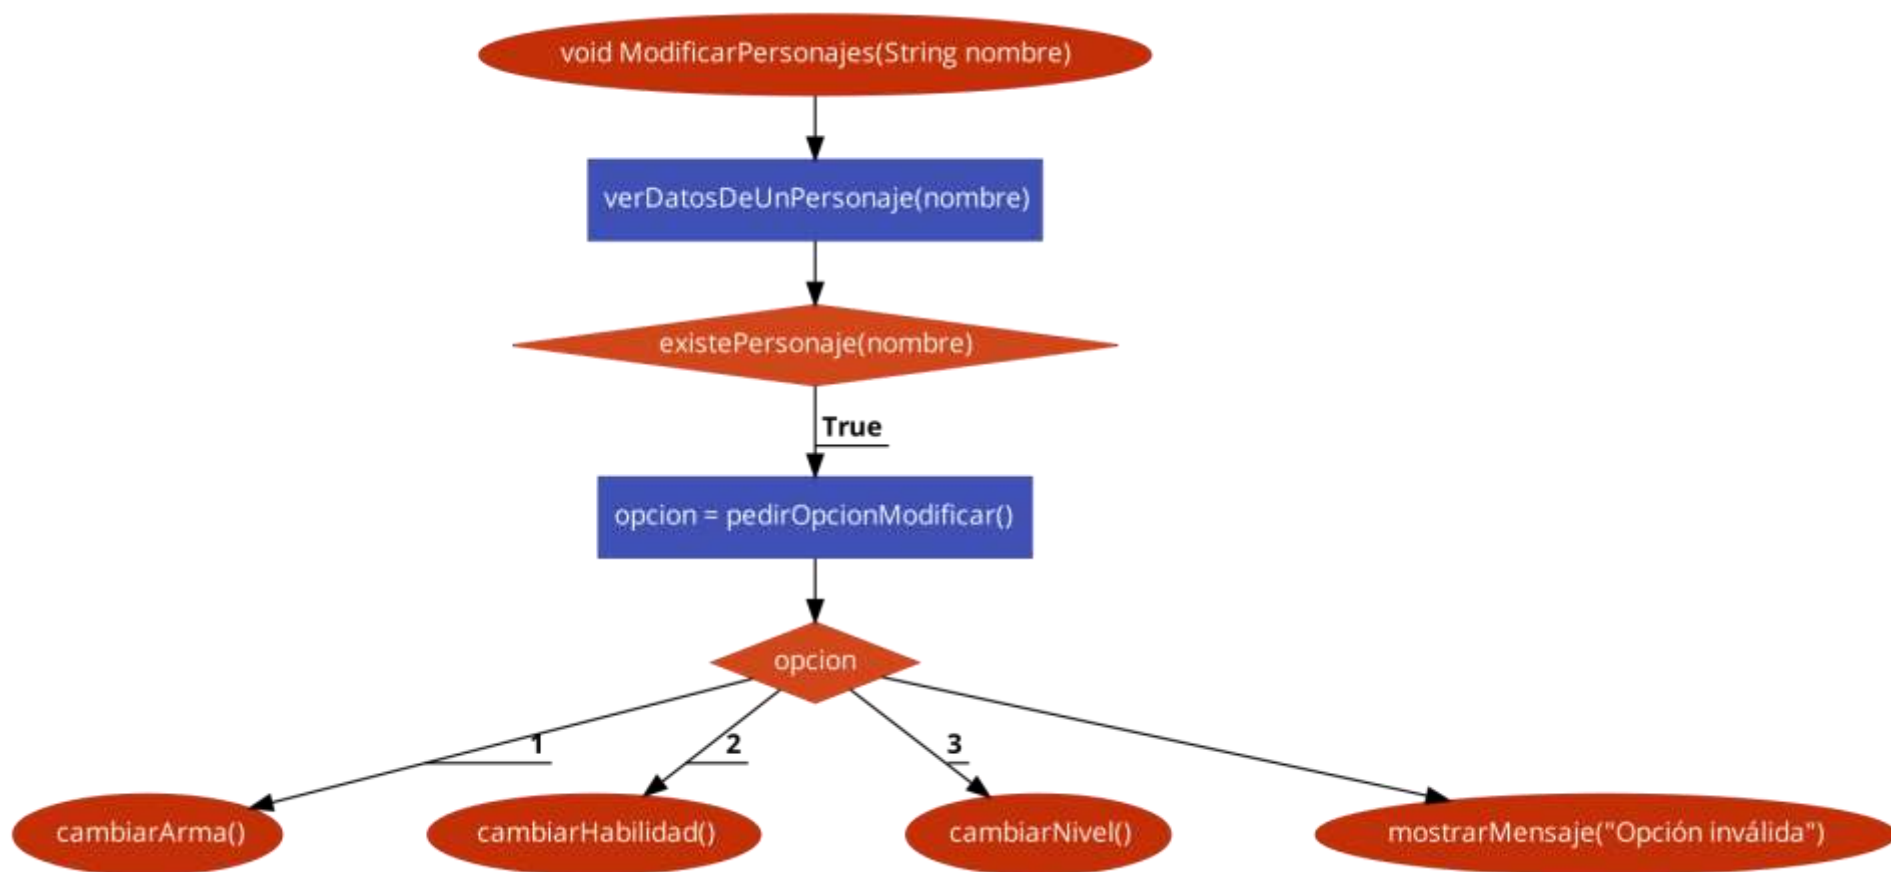 void ModificarPersonajes(String nombre)
verDatosDeUnPersonaje(nombre)
existePersonaje(nombre)
True
opcion = pedirOpcionModificar()
opcion
1
2
3
cambiarArma()
cambiarHabilidad()
cambiarNivel()
mostrarMensaje("Opción inválida")